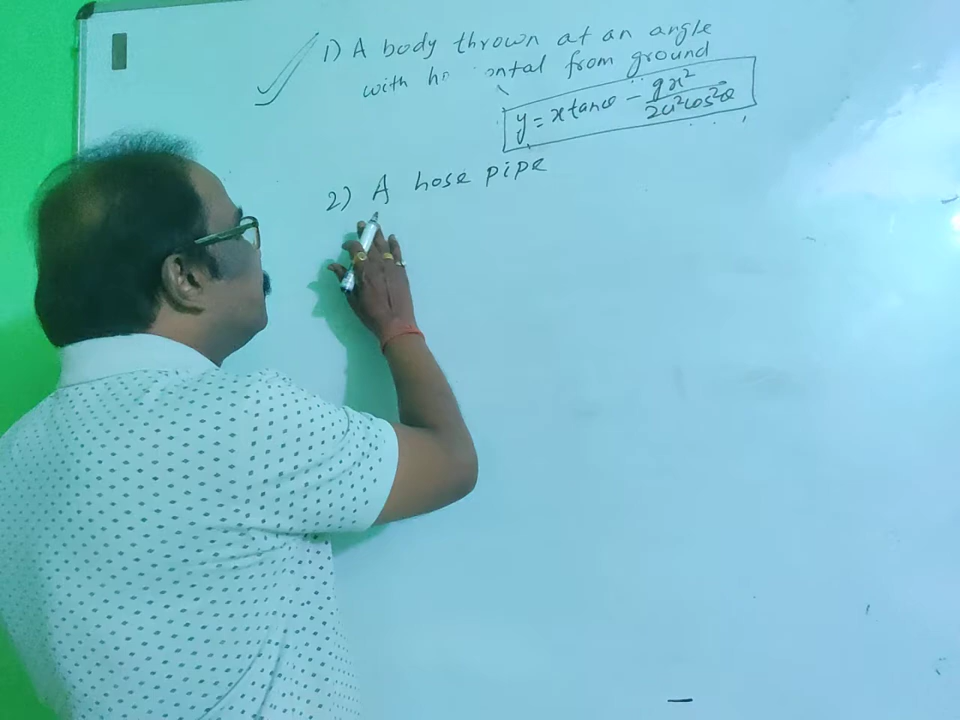 1) A body thrown at an angle
with ho ontal from ground
y = x tanθ - gx²/2u²cos²θ
2) A hose pipe